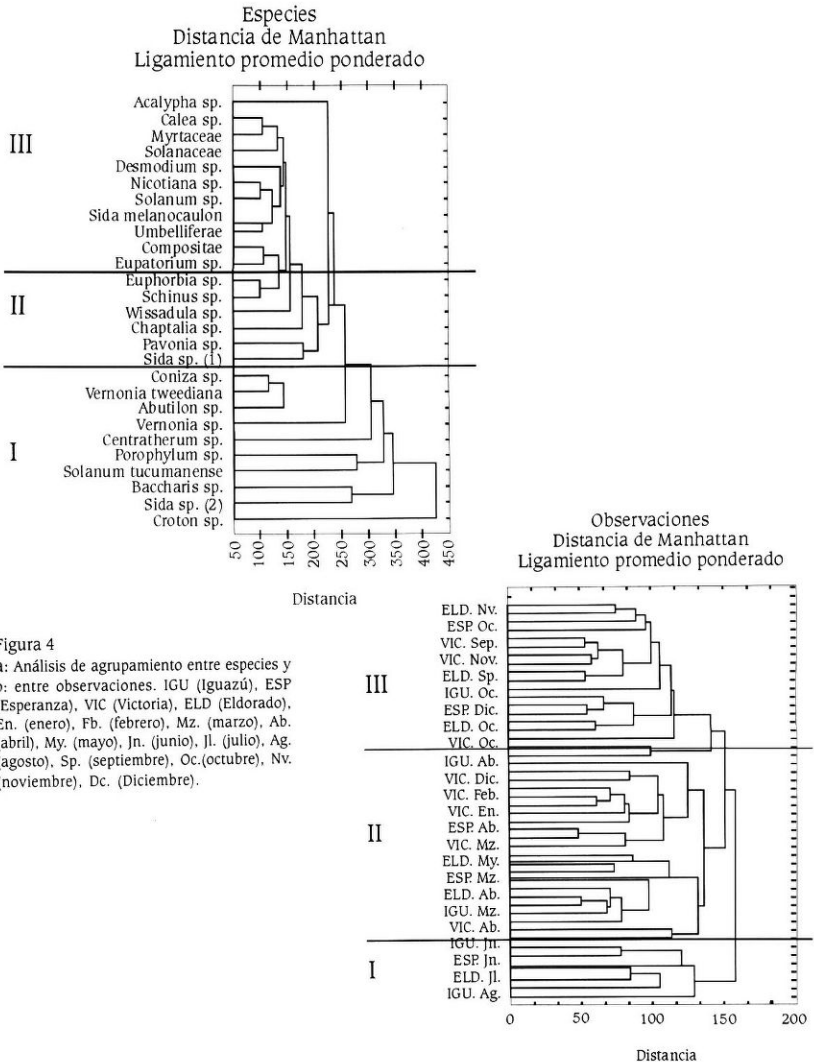 Especies
Distancia de Manhattan
Ligamiento promedio ponderado
Acalypha sp.
Calea sp.
III
Myrtaceae
Solanaceae
Desmodium sp.
Nicotiana sp.
Solanum sp.
Sida melanocaulon
Umbelliferae
Compositae
Eupatorium sp.
Euphorbia sp.
II
Schinus sp.
Wissadula sp.
Chaptalia sp.
Pavonia sp.
Sida sp. (1)
Coniza sp.
Vernonia tweediana
Abutilon sp.
Vernonia sp.
I
Centratherum sp.
Porophylum sp.
Solanum tucumanense
Baccharis sp.
Sida sp. (2)
Croton sp.
50 100 150 200 250 300 350 400 450
Distancia
Observaciones
Distancia de Manhattan
Ligamiento promedio ponderado
ELD. Nv.
ESP. Oc.
VIC. Sep.
VIC. Nov.
ELD. Sp.
III
IGU. Oc.
ESP. Dic.
ELD. Oc.
VIC. Oc.
IGU. Ab.
VIC. Dic.
VIC. Feb.
VIC. En.
ESP. Ab.
II
VIC. Mz.
ELD. My.
ESP. Mz.
ELD. Ab.
IGU. Mz.
VIC. Ab.
IGU. Jn.
ESP. Jn.
I
ELD. Jl.
IGU. Ag.
0 50 100 150 200
Distancia
Figura 4
a: Análisis de agrupamiento entre especies y
b: entre observaciones. IGU (Iguazú), ESP
(Esperanza), VIC (Victoria), ELD (Eldorado),
En. (enero), Fb. (febrero), Mz. (marzo), Ab.
(abril), My. (mayo), Jn. (junio), Jl. (julio), Ag.
(agosto), Sp. (septiembre), Oc.(octubre), Nv.
(noviembre), Dc. (Diciembre).